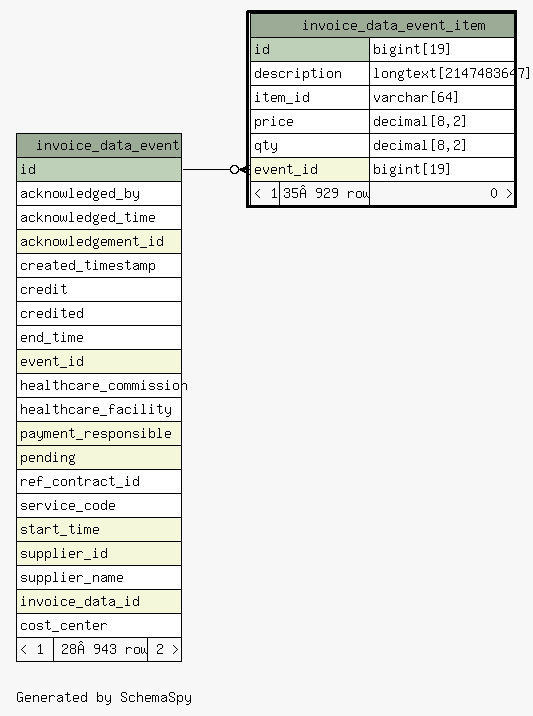 invoice_data_event_item
id bigint[19]
description longtext[2147483647]
item_id varchar[64]
price decimal[8,2]
qty decimal[8,2]
event_id bigint[19]
< 1 35Â 929 row 0 >
invoice_data_event
id
acknowledged_by
acknowledged_time
acknowledgement_id
created_timestamp
credit
credited
end_time
event_id
healthcare_commission
healthcare_facility
payment_responsible
pending
ref_contract_id
service_code
start_time
supplier_id
supplier_name
invoice_data_id
cost_center
< 1 28Â 943 row 2 >
Generated by SchemaSpy